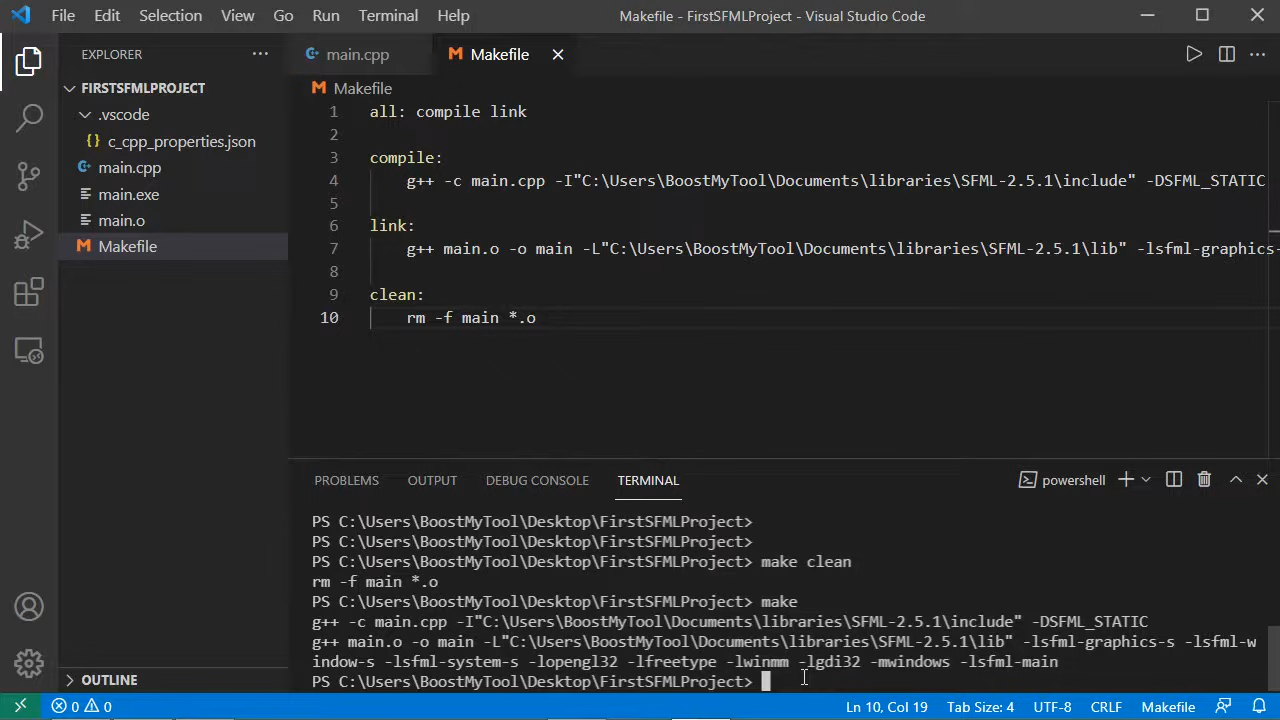 File Edit Selection View Go Run Terminal Help Makefile - FirstSFMLProject - Visual Studio Code
EXPLORER
main.cpp
Makefile
FIRSTSFMLPROJECT
.vscode
c_cpp_properties.json
main.cpp
main.exe
main.o
Makefile
Makefile
1 all: compile link
2
3 compile:
4 g++ -c main.cpp -I"C:\Users\BoostMyTool\Documents\libraries\SFML-2.5.1\include" -DSFML_STATIC
5
6 link:
7 g++ main.o -o main -L"C:\Users\BoostMyTool\Documents\libraries\SFML-2.5.1\lib" -lsfml-graphics-
8
9 clean:
10 rm -f main *.o
PROBLEMS OUTPUT DEBUG CONSOLE TERMINAL powershell
PS C:\Users\BoostMyTool\Desktop\FirstSFMLProject>
PS C:\Users\BoostMyTool\Desktop\FirstSFMLProject>
PS C:\Users\BoostMyTool\Desktop\FirstSFMLProject> make clean
rm -f main *.o
PS C:\Users\BoostMyTool\Desktop\FirstSFMLProject> make
g++ -c main.cpp -I"C:\Users\BoostMyTool\Documents\libraries\SFML-2.5.1\include" -DSFML_STATIC
g++ main.o -o main -L"C:\Users\BoostMyTool\Documents\libraries\SFML-2.5.1\lib" -lsfml-graphics-s -lsfml-w
indow-s -lsfml-system-s -lopengl32 -lfreetype -lwinmm -lgdi32 -mwindows -lsfml-main
PS C:\Users\BoostMyTool\Desktop\FirstSFMLProject>
OUTLINE
0 0 Ln 10, Col 19 Tab Size: 4 UTF-8 CRLF Makefile